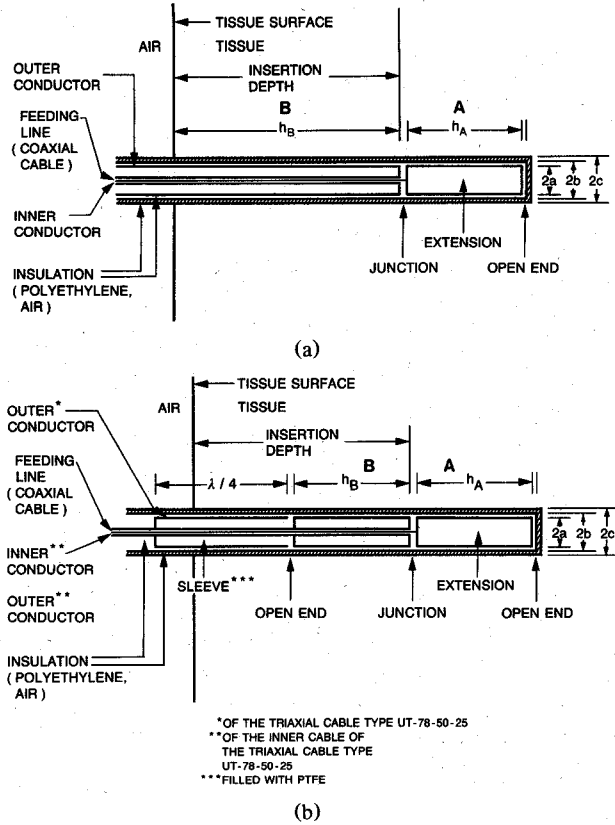 TISSUE SURFACE
AIR
TISSUE
INSERTION
DEPTH
OUTER
CONDUCTOR
FEEDING
LINE
( COAXIAL
CABLE )
B
A
hB
hA
2a
2b
2c
INNER
CONDUCTOR
EXTENSION
INSULATION
( POLYETHYLENE,
AIR )
JUNCTION
OPEN END
(a)
TISSUE SURFACE
AIR
TISSUE
OUTER*
CONDUCTOR
INSERTION
DEPTH
FEEDING
LINE
( COAXIAL
CABLE )
B
A
λ / 4
hB
hA
2a
2b
2c
INNER**
CONDUCTOR
SLEEVE***
EXTENSION
OUTER**
CONDUCTOR
OPEN END
JUNCTION
OPEN END
INSULATION
( POLYETHYLENE,
AIR )
*OF THE TRIAXIAL CABLE TYPE UT-78-50-25
**OF THE INNER CABLE OF
THE TRIAXIAL CABLE TYPE
UT-78-50-25
***FILLED WITH PTFE
(b)